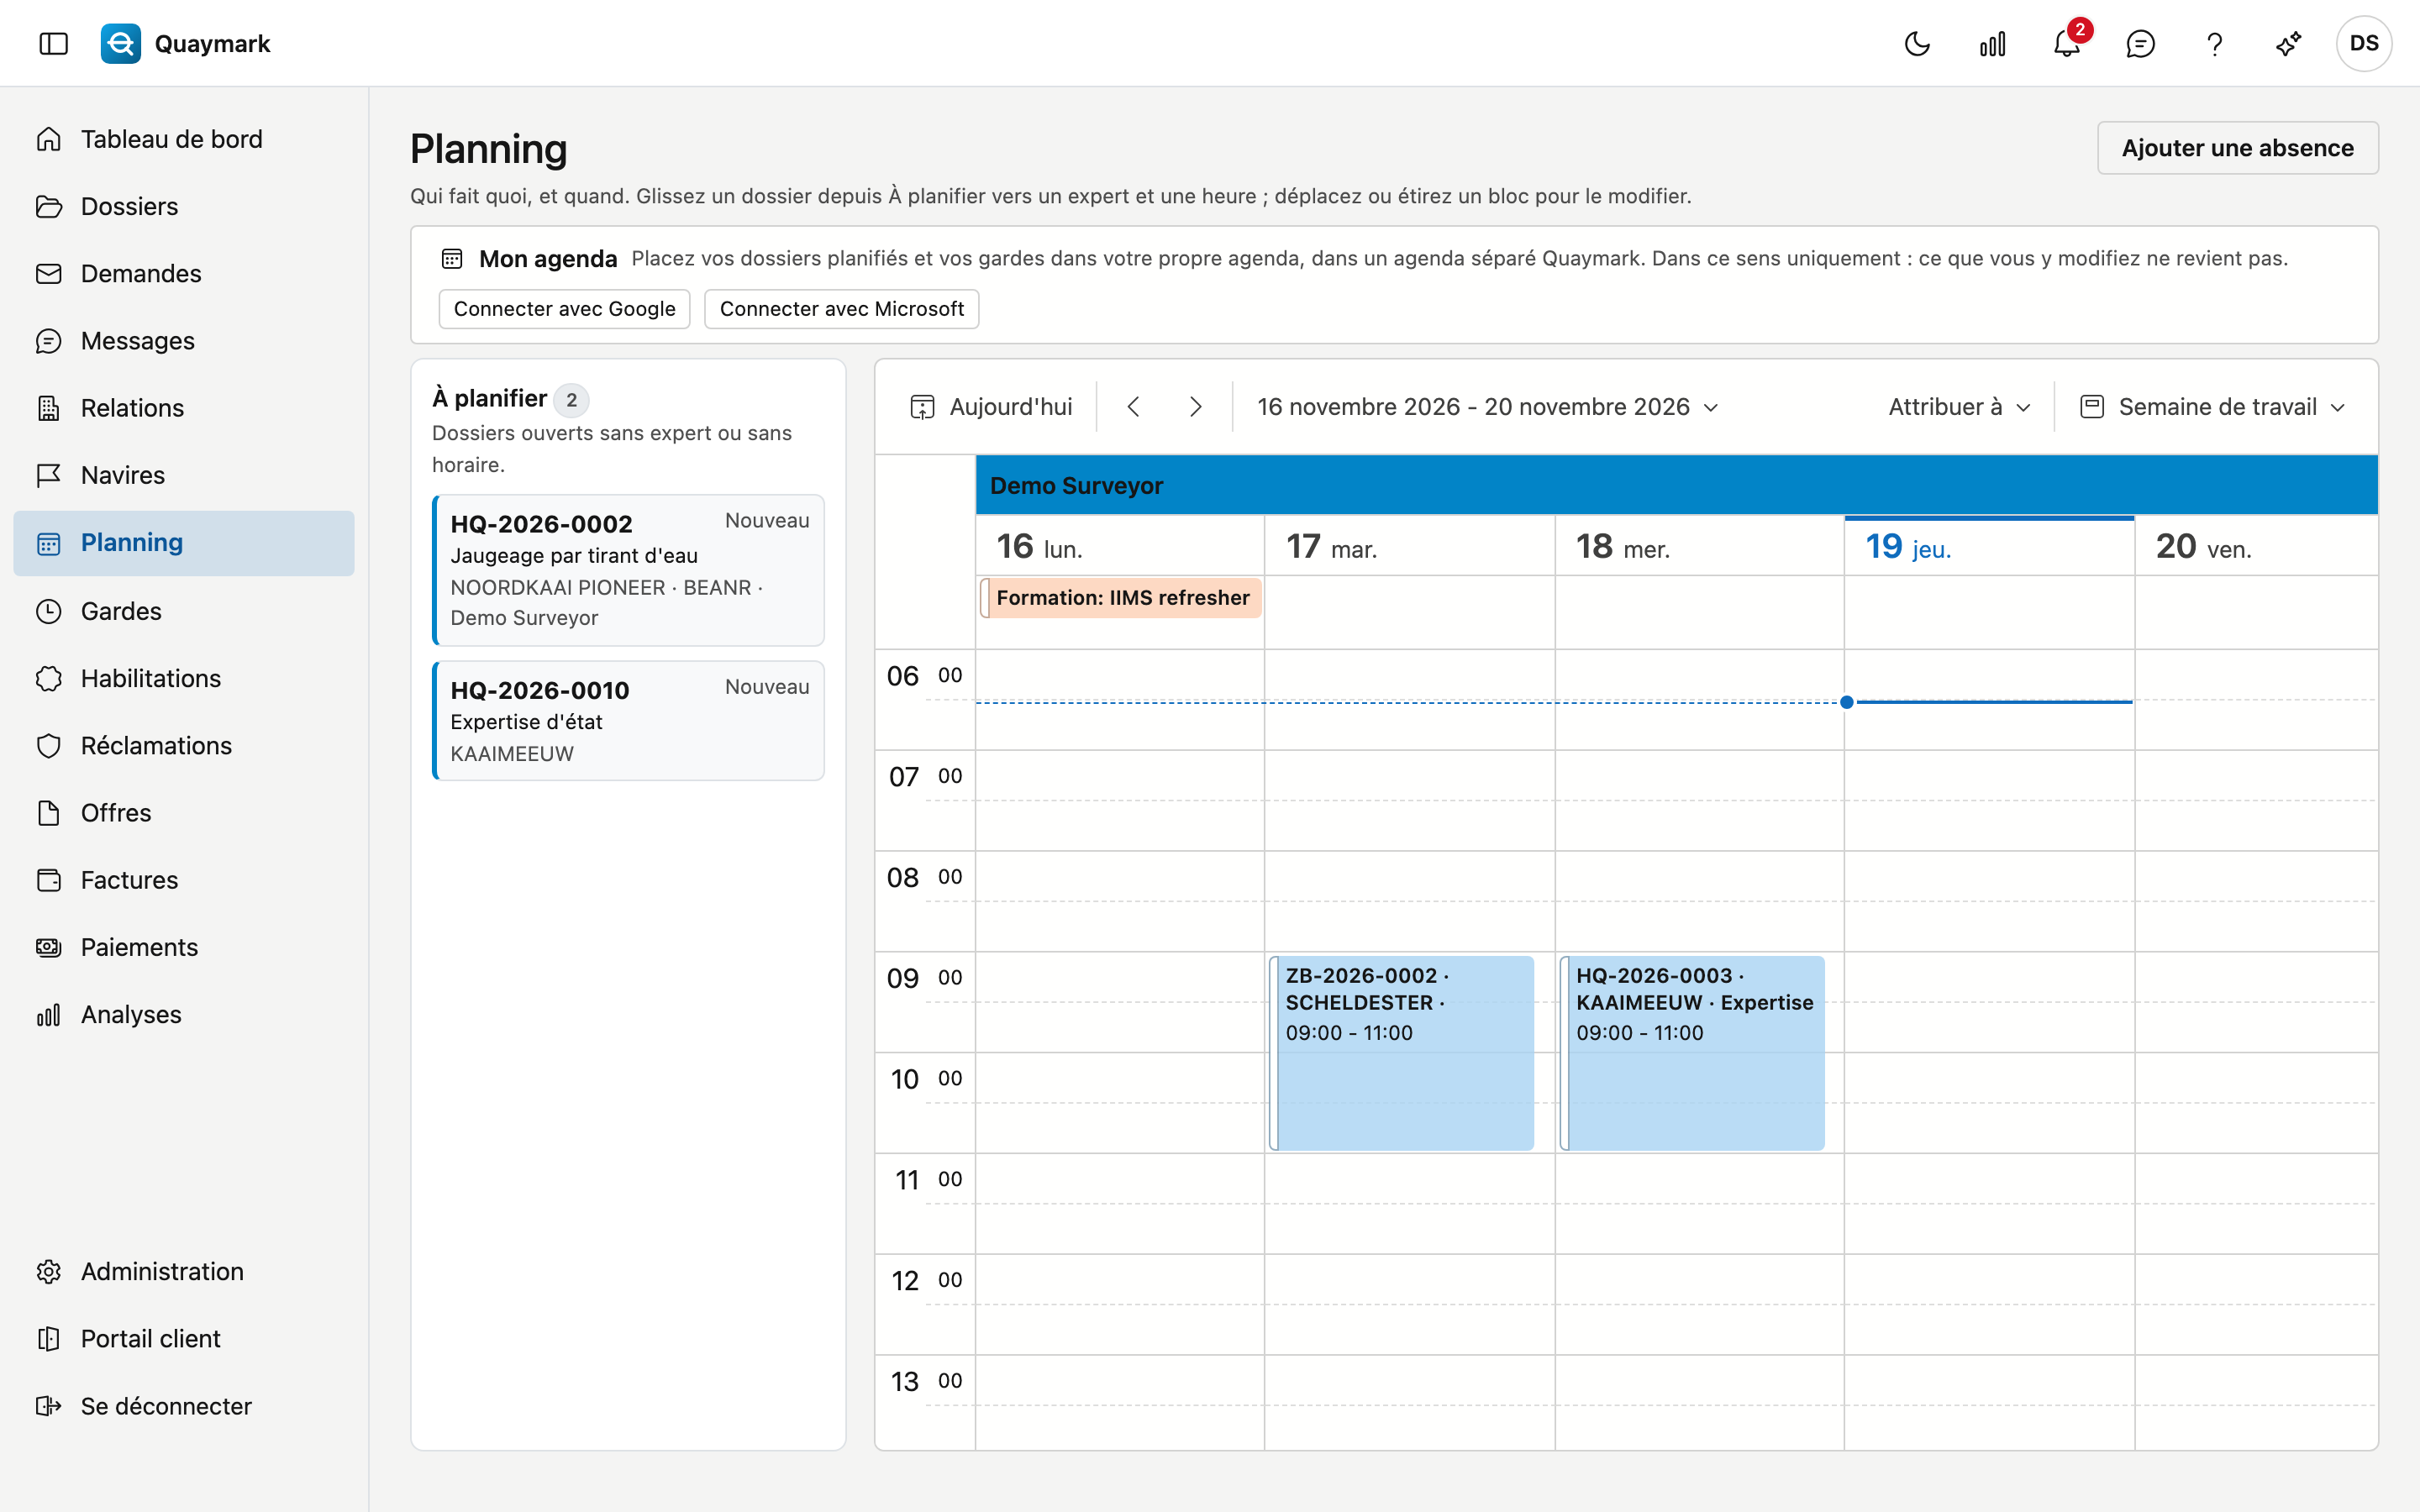 Quaymark
2
DS
Tableau de bord
Dossiers
Demandes
Messages
Relations
Navires
Planning
Gardes
Habilitations
Réclamations
Offres
Factures
Paiements
Analyses
Administration
Portail client
Se déconnecter
Planning
Ajouter une absence
Qui fait quoi, et quand. Glissez un dossier depuis À planifier vers un expert et une heure ; déplacez ou étirez un bloc pour le modifier.
Mon agenda Placez vos dossiers planifiés et vos gardes dans votre propre agenda, dans un agenda séparé Quaymark. Dans ce sens uniquement : ce que vous y modifiez ne revient pas.
Connecter avec Google Connecter avec Microsoft
À planifier 2
Dossiers ouverts sans expert ou sans
horaire.
HQ-2026-0002 Nouveau
Jaugeage par tirant d'eau
NOORDKAAI PIONEER · BEANR ·
Demo Surveyor
HQ-2026-0010 Nouveau
Expertise d'état
KAAIMEEUW
Aujourd'hui 16 novembre 2026 - 20 novembre 2026 Attribuer à Semaine de travail
Demo Surveyor
16 lun. 17 mar. 18 mer. 19 jeu. 20 ven.
Formation: IIMS refresher
06 00
07 00
08 00
09 00
ZB-2026-0002 ·
SCHELDESTER ·
09:00 - 11:00
HQ-2026-0003 ·
KAAIMEEUW · Expertise
09:00 - 11:00
10 00
11 00
12 00
13 00